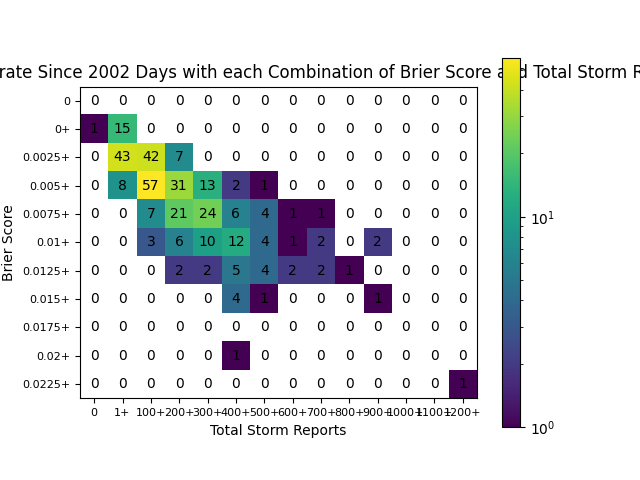 rate Since 2002 Days with each Combination of Brier Score and Total Storm R
0 0 0 0 0 0 0 0 0 0 0 0 0 0 0
0+ 1 15 0 0 0 0 0 0 0 0 0 0 0 0
0.0025+ 0 43 42 7 0 0 0 0 0 0 0 0 0 0
0.005+ 0 8 57 31 13 2 1 0 0 0 0 0 0 0
0.0075+ 0 0 7 21 24 6 4 1 1 0 0 0 0 0
0.01+ 0 0 3 6 10 12 4 1 2 0 2 0 0 0
0.0125+ 0 0 0 2 2 5 4 2 2 1 0 0 0 0
0.015+ 0 0 0 0 0 4 1 0 0 0 1 0 0 0
0.0175+ 0 0 0 0 0 0 0 0 0 0 0 0 0 0
0.02+ 0 0 0 0 0 1 0 0 0 0 0 0 0 0
0.0225+ 0 0 0 0 0 0 0 0 0 0 0 0 0 1
0 1+ 100+ 200+ 300+ 400+ 500+ 600+ 700+ 800+ 900+ 1000+ 1100+ 1200+
Total Storm Reports
Brier Score
10¹
10⁰